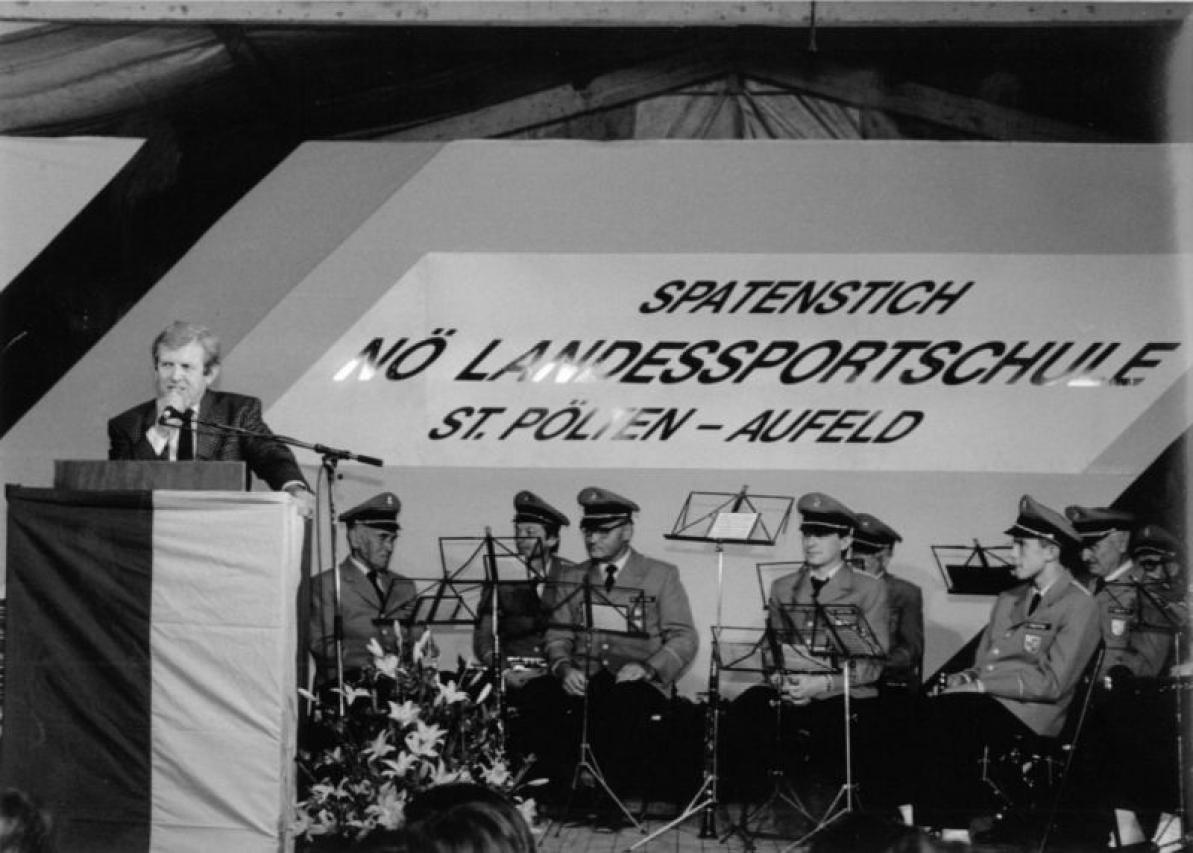 SPATENSTICH
NÖ LANDESSPORTSCHULE
ST. PÖLTEN – AUFELD